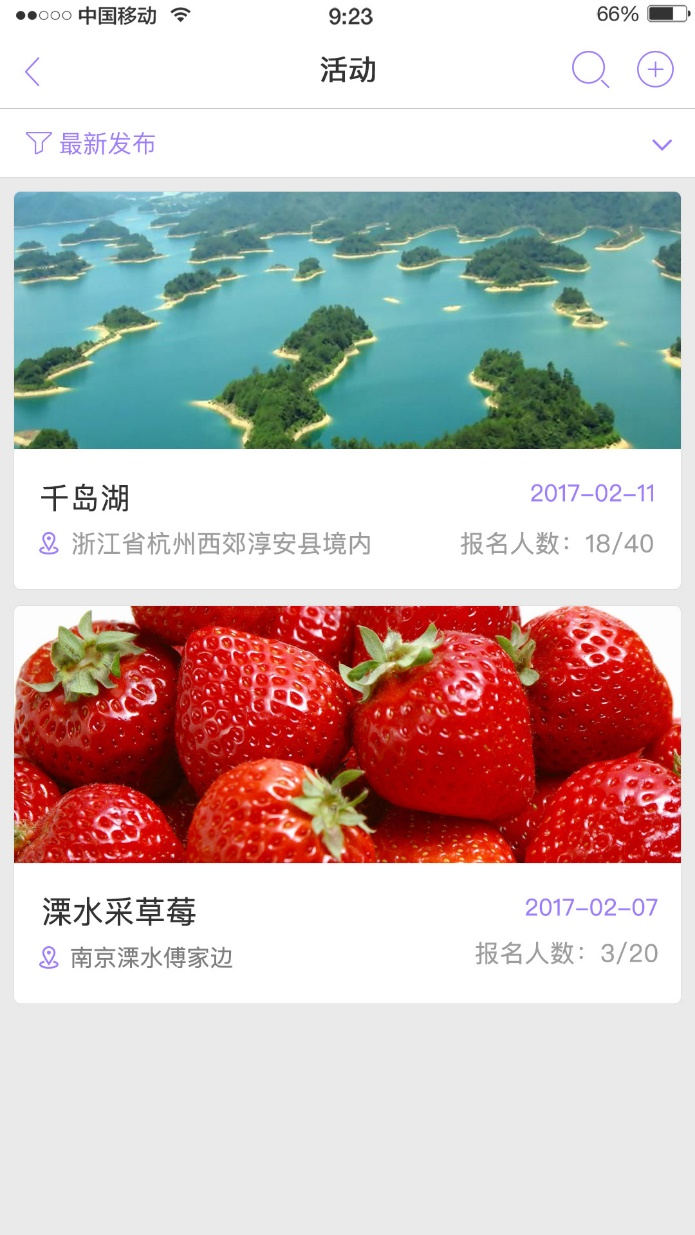 中国移动 9:23 66%
活动
最新发布
千岛湖 2017-02-11
浙江省杭州西郊淳安县境内 报名人数：18/40
溧水采草莓 2017-02-07
南京溧水傅家边 报名人数：3/20